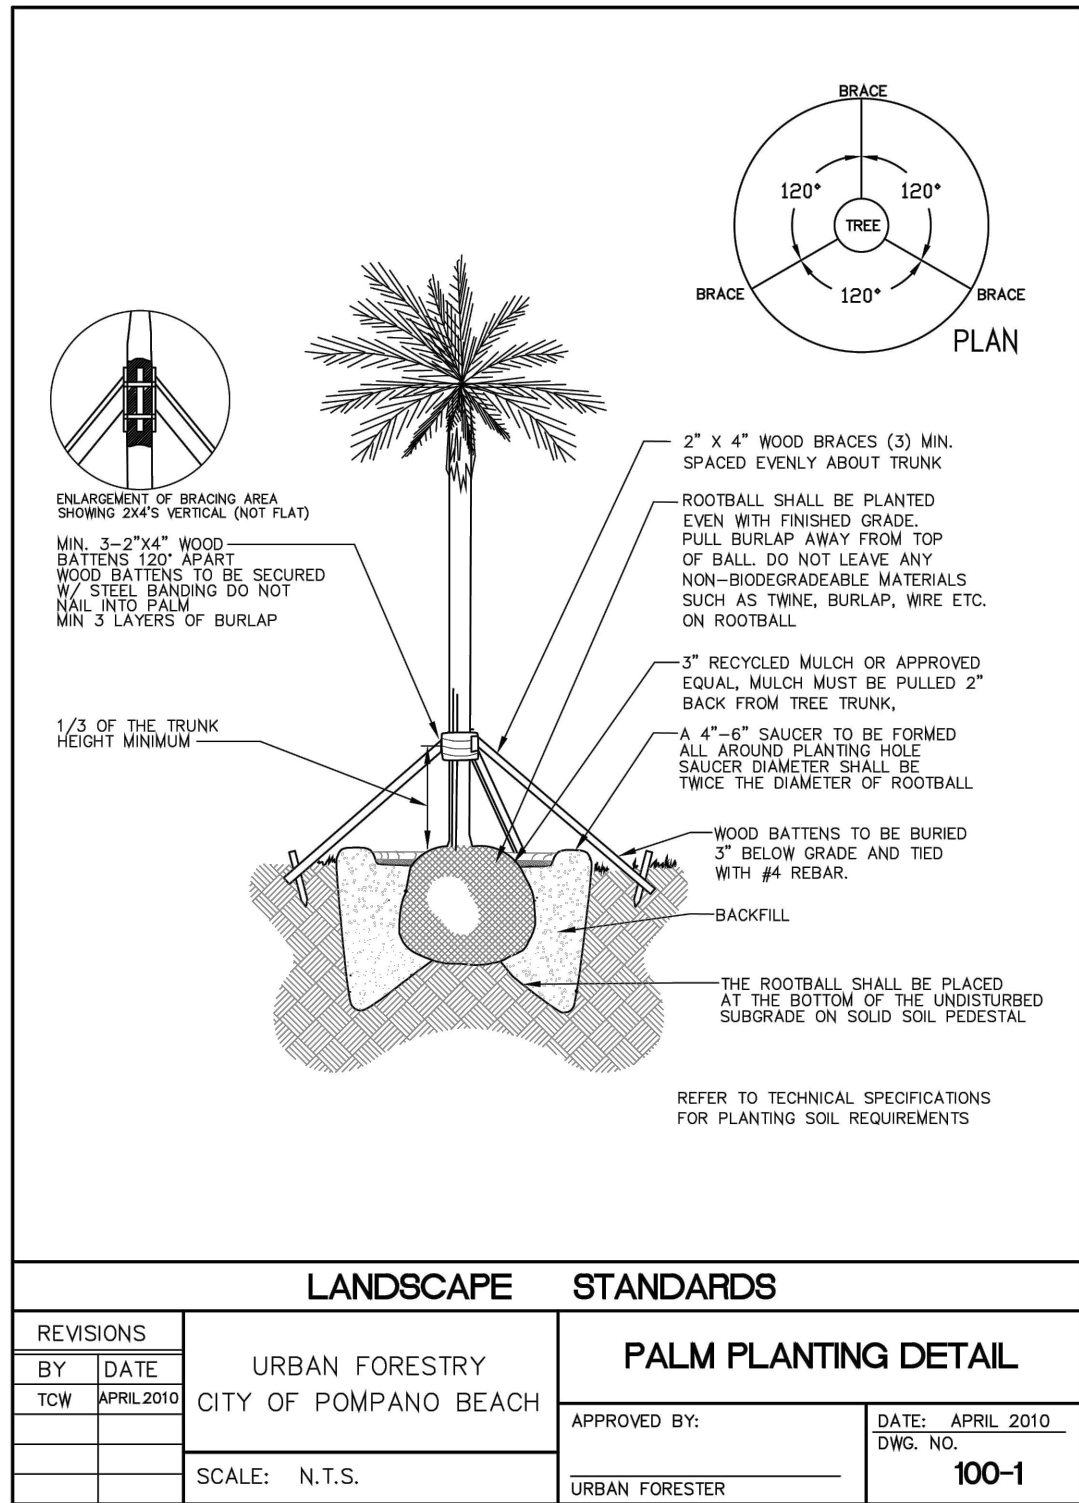 BRACE
120°
120°
TREE
BRACE
120°
BRACE
PLAN
ENLARGEMENT OF BRACING AREA
SHOWING 2X4'S VERTICAL (NOT FLAT)
MIN. 3-2"X4" WOOD
BATTENS 120° APART
WOOD BATTENS TO BE SECURED
W/ STEEL BANDING DO NOT
NAIL INTO PALM
MIN 3 LAYERS OF BURLAP
1/3 OF THE TRUNK
HEIGHT MINIMUM
2" X 4" WOOD BRACES (3) MIN.
SPACED EVENLY ABOUT TRUNK
ROOTBALL SHALL BE PLANTED
EVEN WITH FINISHED GRADE.
PULL BURLAP AWAY FROM TOP
OF BALL. DO NOT LEAVE ANY
NON-BIODEGRADEABLE MATERIALS
SUCH AS TWINE, BURLAP, WIRE ETC.
ON ROOTBALL
3" RECYCLED MULCH OR APPROVED
EQUAL, MULCH MUST BE PULLED 2"
BACK FROM TREE TRUNK,
A 4"-6" SAUCER TO BE FORMED
ALL AROUND PLANTING HOLE
SAUCER DIAMETER SHALL BE
TWICE THE DIAMETER OF ROOTBALL
WOOD BATTENS TO BE BURIED
3" BELOW GRADE AND TIED
WITH #4 REBAR.
BACKFILL
THE ROOTBALL SHALL BE PLACED
AT THE BOTTOM OF THE UNDISTURBED
SUBGRADE ON SOLID SOIL PEDESTAL
REFER TO TECHNICAL SPECIFICATIONS
FOR PLANTING SOIL REQUIREMENTS
LANDSCAPE STANDARDS
REVISIONS
BY DATE
TCW APRIL 2010
URBAN FORESTRY
CITY OF POMPANO BEACH
SCALE: N.T.S.
PALM PLANTING DETAIL
APPROVED BY:
URBAN FORESTER
DATE: APRIL 2010
DWG. NO.
100-1